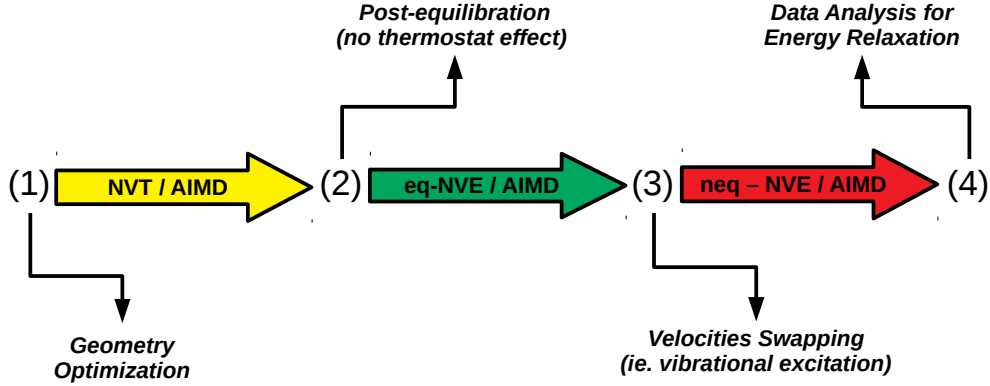 Post-equilibration
(no thermostat effect)
Data Analysis for
Energy Relaxation
(1)
NVT / AIMD
(2)
eq-NVE / AIMD
(3)
neq – NVE / AIMD
(4)
Geometry
Optimization
Velocities Swapping
(ie. vibrational excitation)